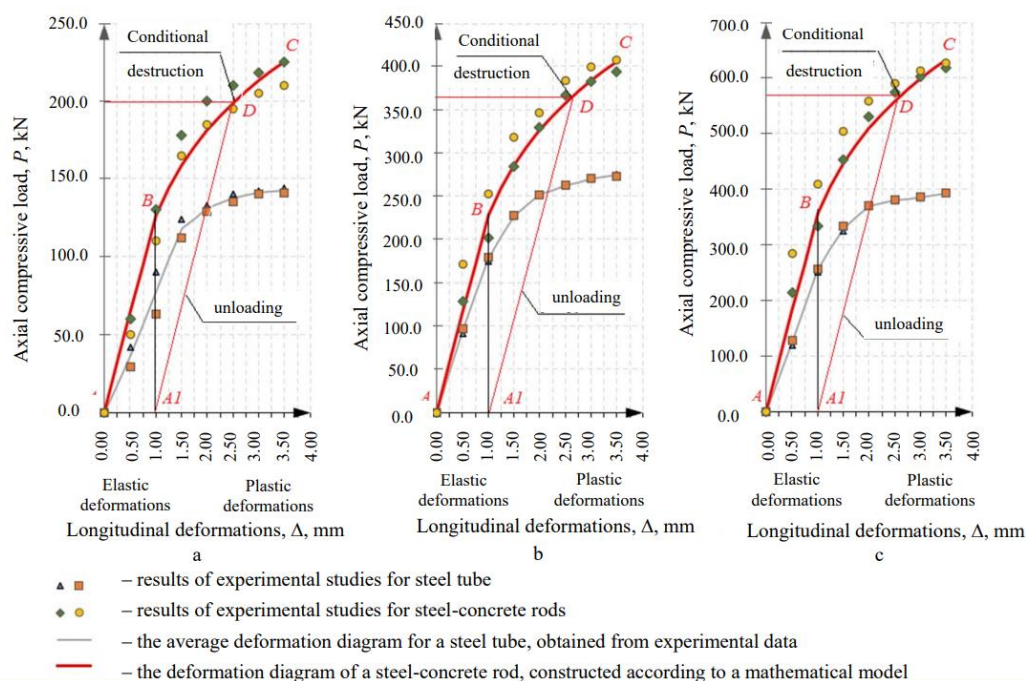 250.0
200.0
150.0
100.0
50.0
0.0
Axial compressive load, P, kN
Conditional
destruction
C
D
B
A1
unloading
0.00
0.50
1.00
1.50
2.00
2.50
3.00
3.50
4.00
Elastic
deformations
Plastic
deformations
Longitudinal deformations, Δ, mm
a
450.0
400.0
350.0
300.0
250.0
200.0
150.0
100.0
50.0
0.0
Axial compressive load, P, kN
Conditional
destruction
C
D
B
A
A1
unloading
0.00
0.50
1.00
1.50
2.00
2.50
3.00
3.50
4.00
Elastic
deformations
Plastic
deformations
Longitudinal deformations, Δ, mm
b
700.0
600.0
500.0
400.0
300.0
200.0
100.0
0.0
Axial compressive load, P, kN
Conditional
destruction
C
D
B
A
A1
unloading
0.00
0.50
1.00
1.50
2.00
2.50
3.00
3.50
4.00
Elastic
deformations
Plastic
deformations
Longitudinal deformations, Δ, mm
c
– results of experimental studies for steel tube
– results of experimental studies for steel-concrete rods
– the average deformation diagram for a steel tube, obtained from experimental data
– the deformation diagram of a steel-concrete rod, constructed according to a mathematical model